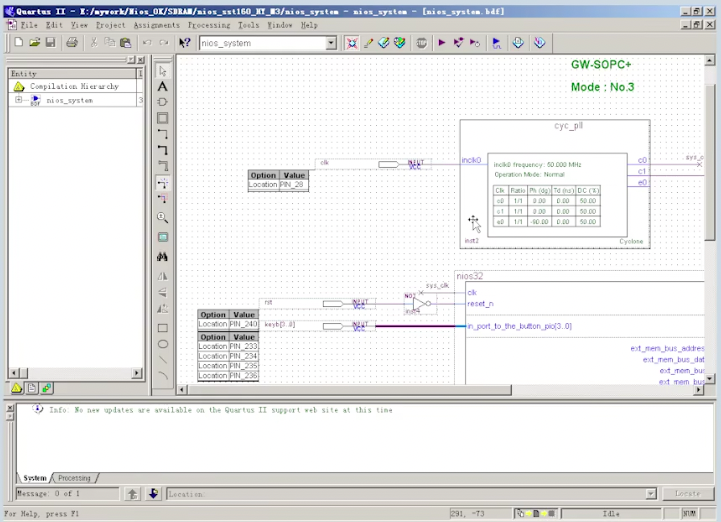 Quartus II - E:/mywork/Nios_OK/SDRAM/nios_sst160_NY_M3/nios_system - nios_system - [nios_system.bdf]
File Edit View Project Assignments Processing Tools Window Help
nios_system
Entity
Compilation Hierarchy
nios_system
GW-SOPC+
Mode : No.3
cyc_pll
clk
INPUT
VCC
inclk0
inclk0 frequency: 50.000 MHz
Operation Mode: Normal
Clk Ratio Ph (dg) Td (ns) DC (%)
c0 1/1 0.00 0.00 50.00
c1 1/1 0.00 0.00 50.00
e0 1/1 -90.00 0.00 50.00
c0
c1
e0
inst2
Cyclone
Option Value
Location PIN_28
nios32
sys_clk
clk
rst
INPUT
VCC
NOT
inst4
reset_n
Option Value
Location PIN_240
keyb[3..0]
INPUT
VCC
in_port_to_the_button_pio[3..0]
Option Value
Location PIN_233
Location PIN_234
Location PIN_235
Location PIN_236
Info: No new updates are available on the Quartus II support web site at this time
System Processing
Message: 0 of 1
Location:
Locate
For Help, press F1
291, -73
Idle
NUM